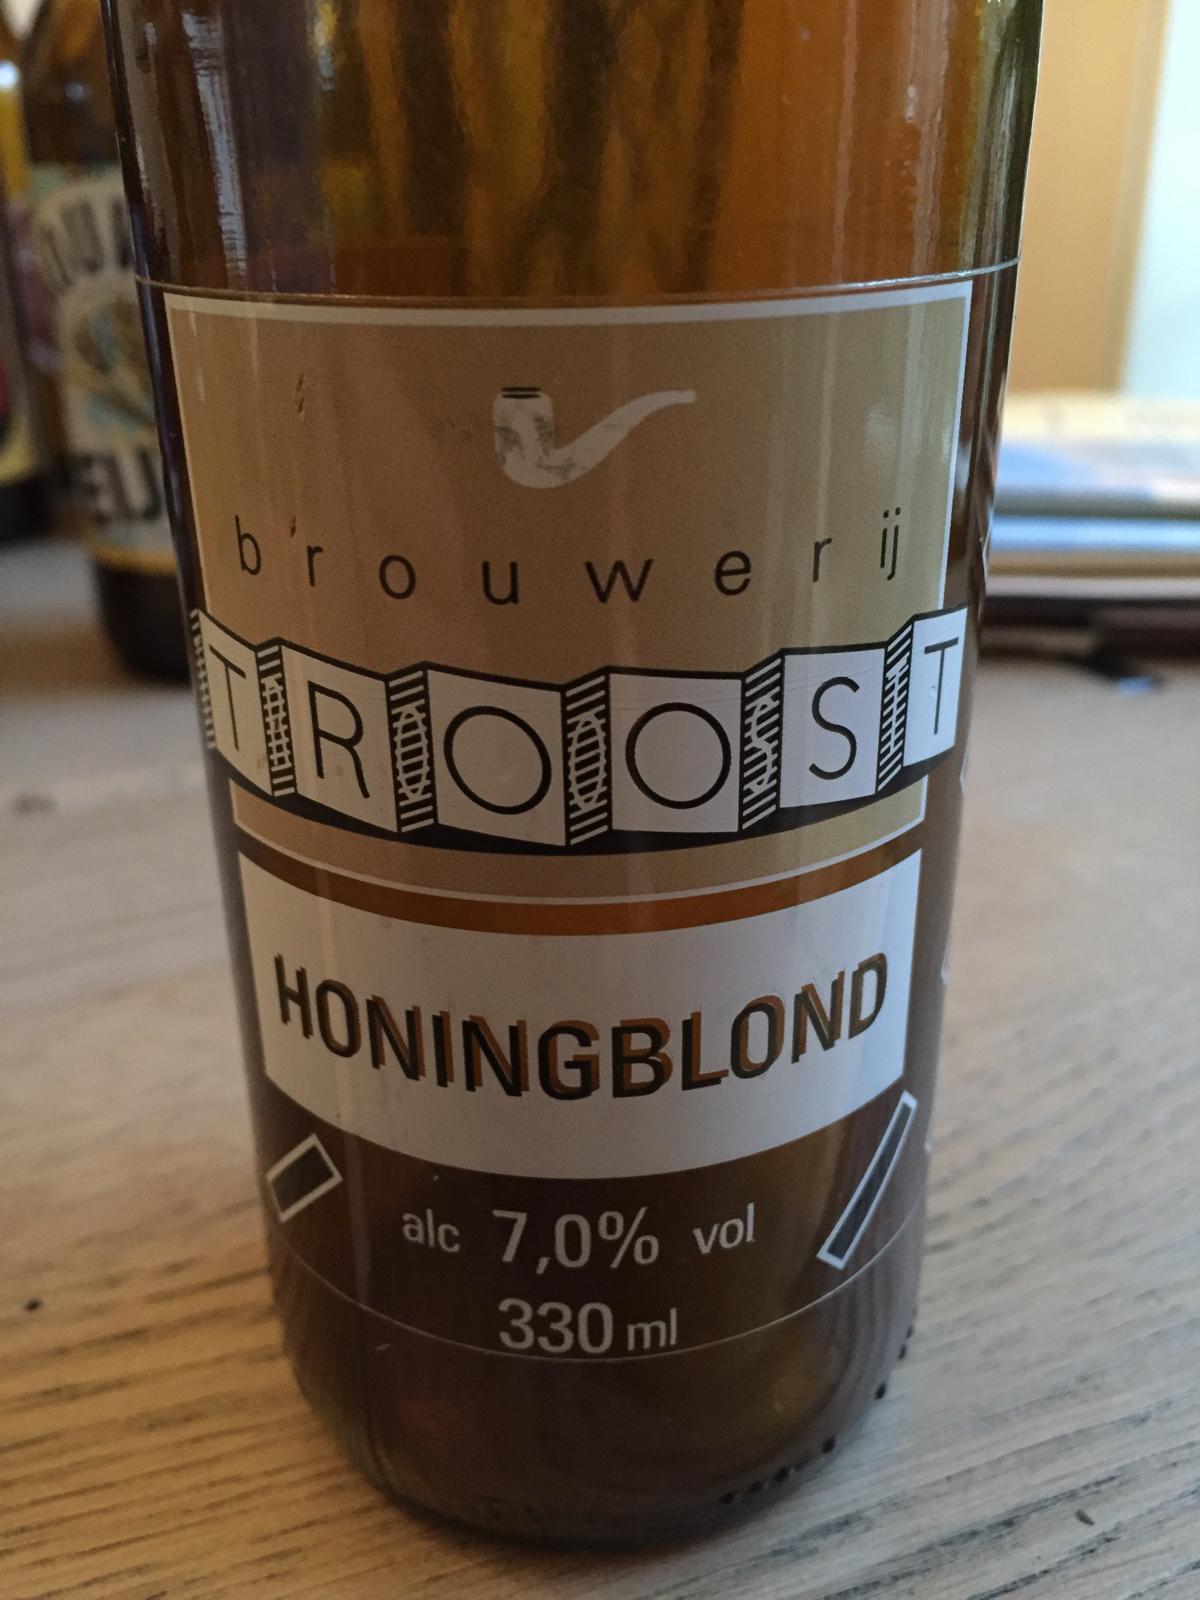 brouwerij
TROOST
HONINGBLOND
alc 7,0% vol
330 ml